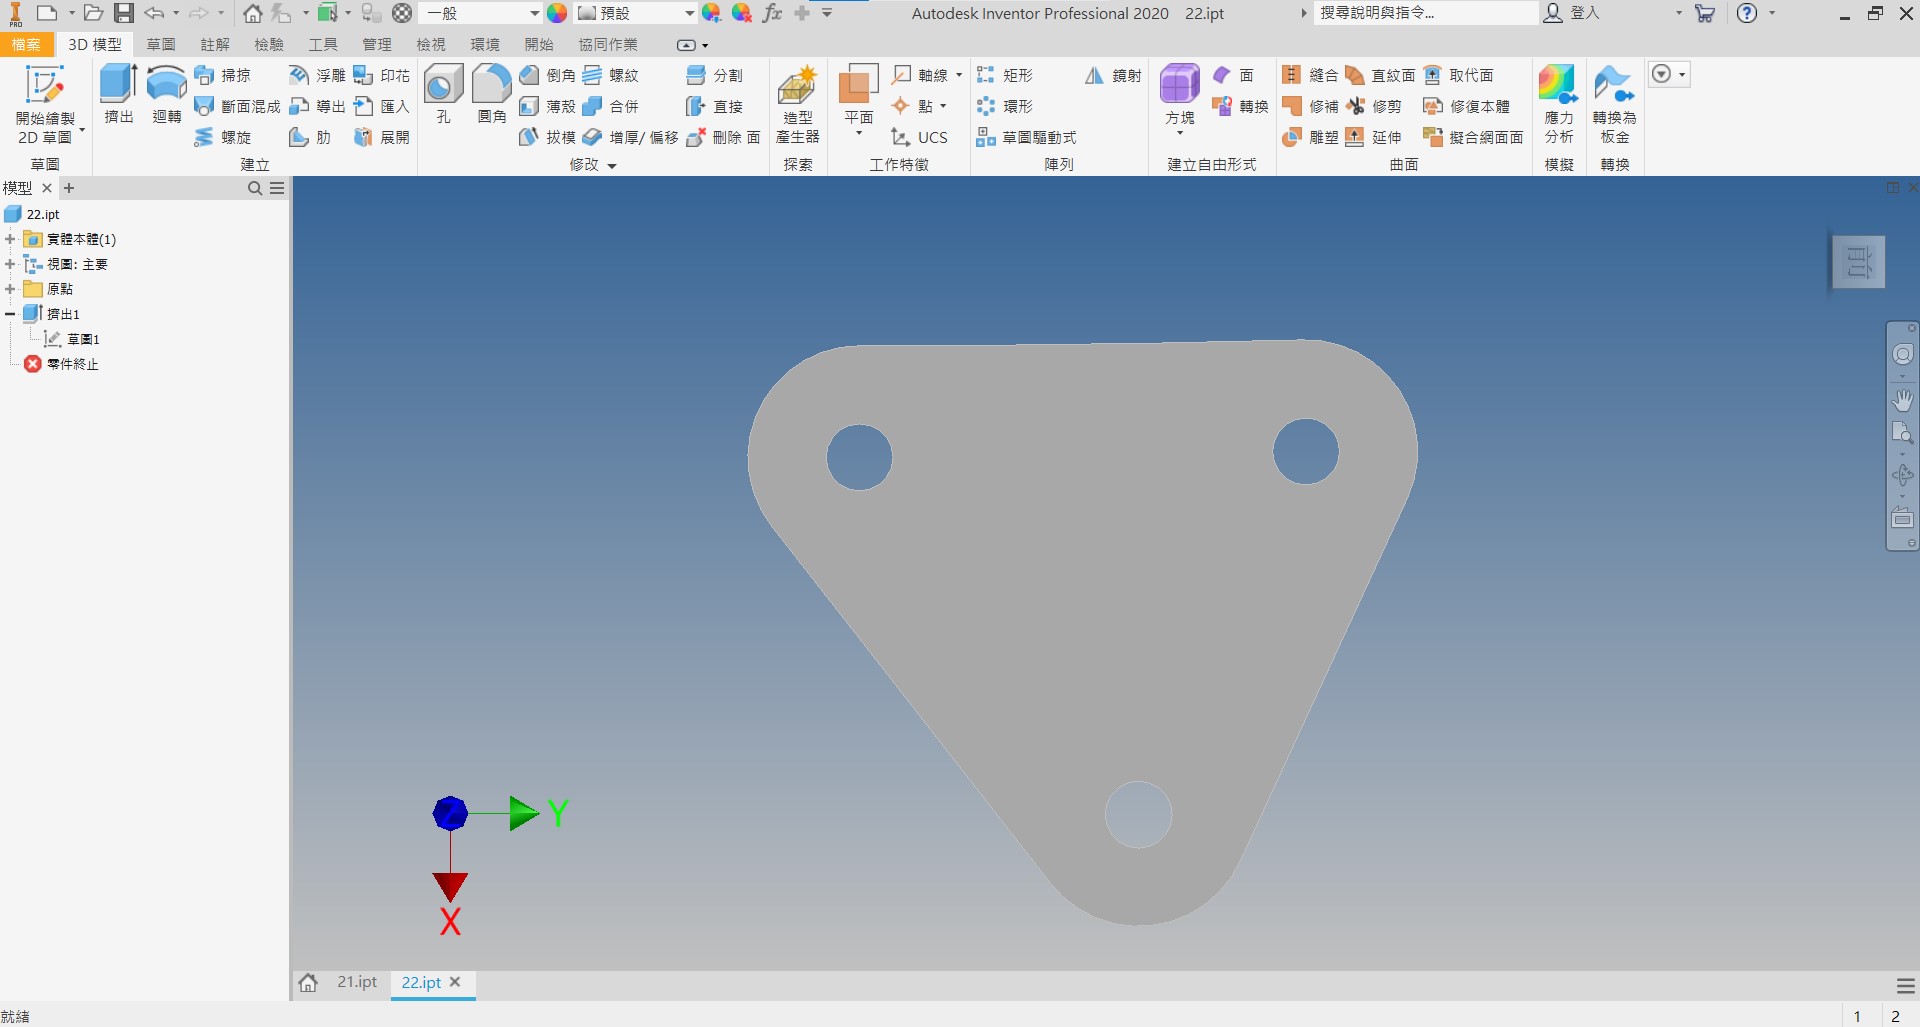 PRO
一般
預設
fx
Autodesk Inventor Professional 2020 22.ipt
搜尋說明與指令...
登入
檔案
3D 模型
草圖
註解
檢驗
工具
管理
檢視
環境
開始
協同作業
開始繪製
2D 草圖
草圖
擠出
迴轉
掃掠
斷面混成
螺旋
浮雕
導出
肋
印花
匯入
展開
建立
孔
圓角
倒角
薄殼
拔模
螺紋
合併
增厚/ 偏移
分割
直接
刪除 面
修改
造型
產生器
探索
平面
軸線
點
UCS
工作特徵
矩形
環形
草圖驅動式
鏡射
陣列
方塊
面
轉換
建立自由形式
縫合
修補
雕塑
直紋面
修剪
延伸
取代面
修復本體
擬合網面面
曲面
應力
分析
模擬
轉換為
板金
轉換
模型
22.ipt
實體本體(1)
視圖: 主要
原點
擠出1
草圖1
零件終止
前
Z
Y
X
21.ipt
22.ipt
就緒
1
2